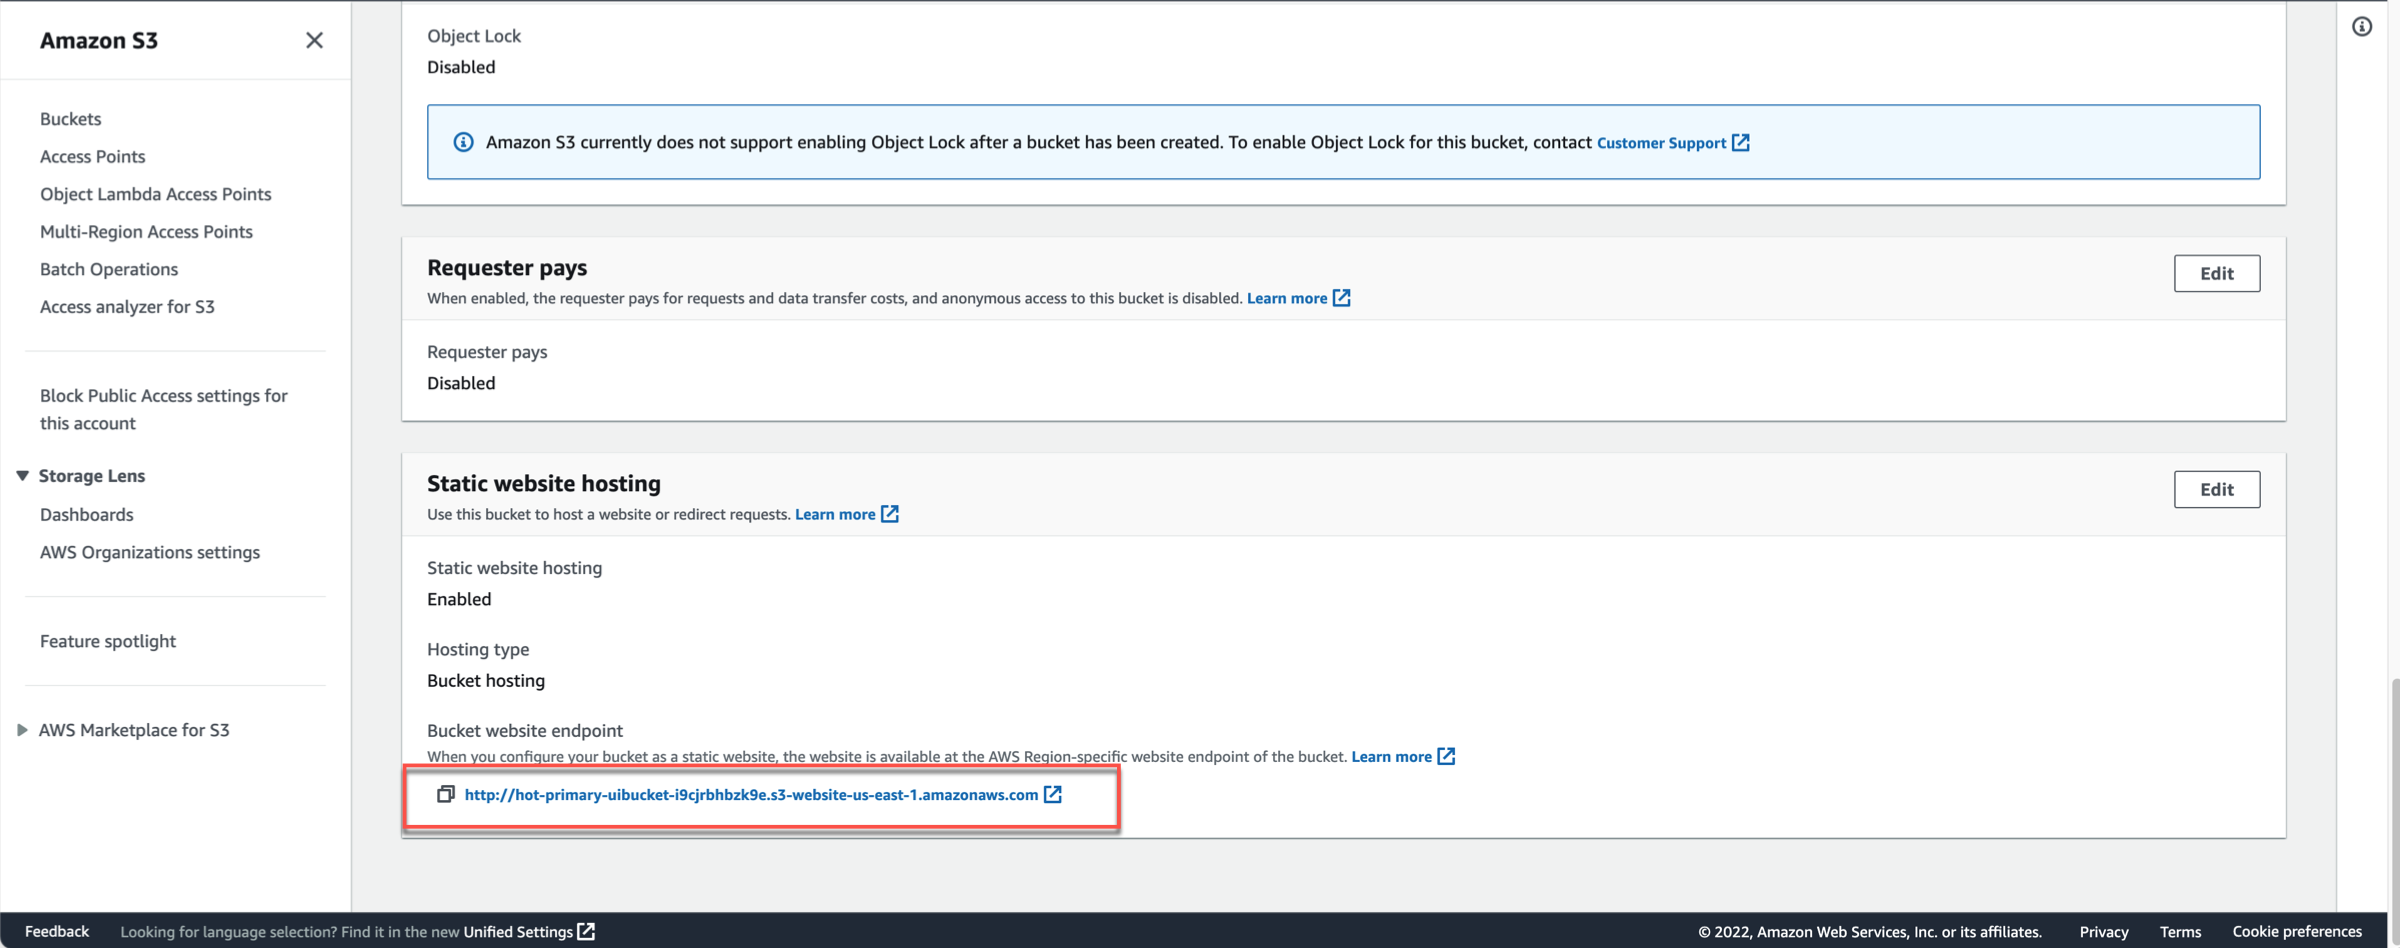 Amazon S3
Buckets
Access Points
Object Lambda Access Points
Multi-Region Access Points
Batch Operations
Access analyzer for S3
Block Public Access settings for
this account
Storage Lens
Dashboards
AWS Organizations settings
Feature spotlight
AWS Marketplace for S3
Object Lock
Disabled
Amazon S3 currently does not support enabling Object Lock after a bucket has been created. To enable Object Lock for this bucket, contact Customer Support
Requester pays
Edit
When enabled, the requester pays for requests and data transfer costs, and anonymous access to this bucket is disabled. Learn more
Requester pays
Disabled
Static website hosting
Edit
Use this bucket to host a website or redirect requests. Learn more
Static website hosting
Enabled
Hosting type
Bucket hosting
Bucket website endpoint
When you configure your bucket as a static website, the website is available at the AWS Region-specific website endpoint of the bucket. Learn more
http://hot-primary-uibucket-i9cjrbhbzk9e.s3-website-us-east-1.amazonaws.com
Feedback Looking for language selection? Find it in the new Unified Settings © 2022, Amazon Web Services, Inc. or its affiliates. Privacy Terms Cookie preferences